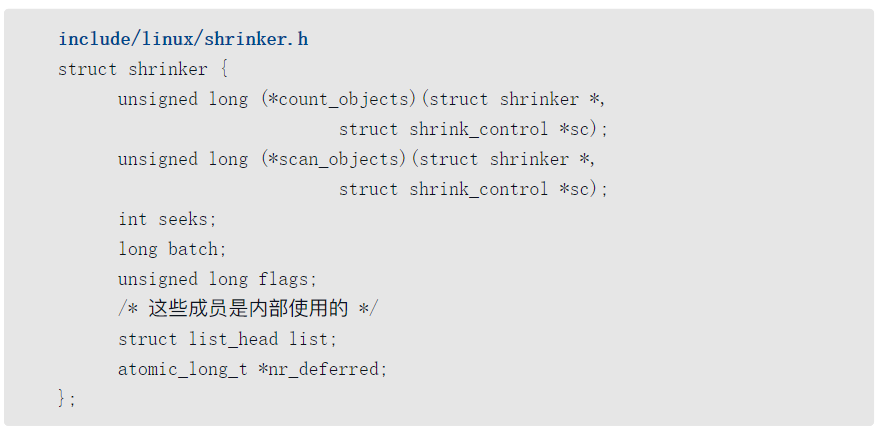 include/linux/shrinker.h
struct shrinker {
unsigned long (*count_objects)(struct shrinker *,
struct shrink_control *sc);
unsigned long (*scan_objects)(struct shrinker *,
struct shrink_control *sc);
int seeks;
long batch;
unsigned long flags;
/* 这些成员是内部使用的 */
struct list_head list;
atomic_long_t *nr_deferred;
};